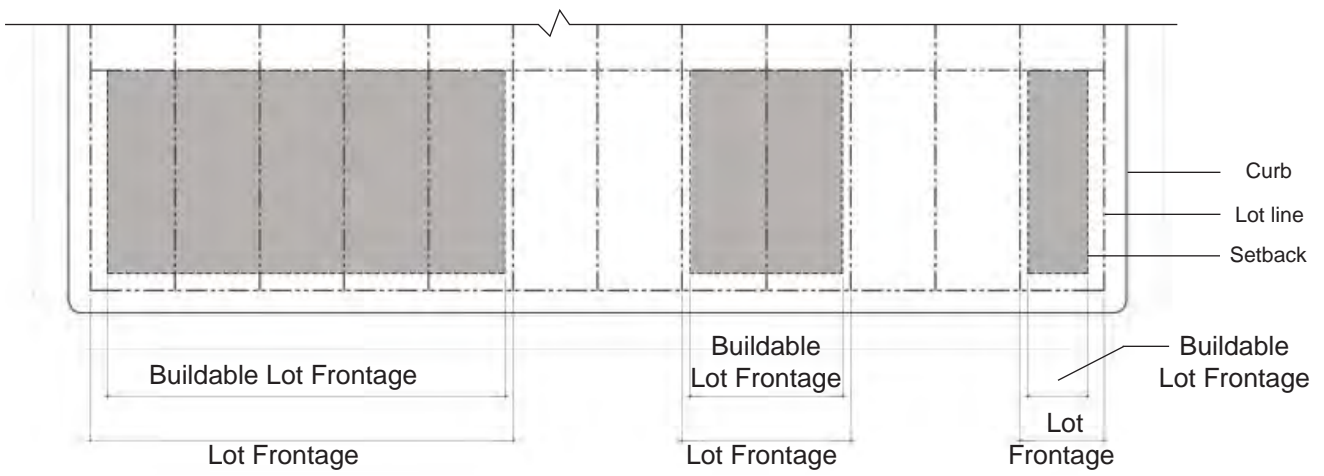 Curb
Lot line
Setback
Buildable Lot Frontage
Buildable
Lot Frontage
Buildable
Lot Frontage
Lot Frontage
Lot Frontage
Lot
Frontage